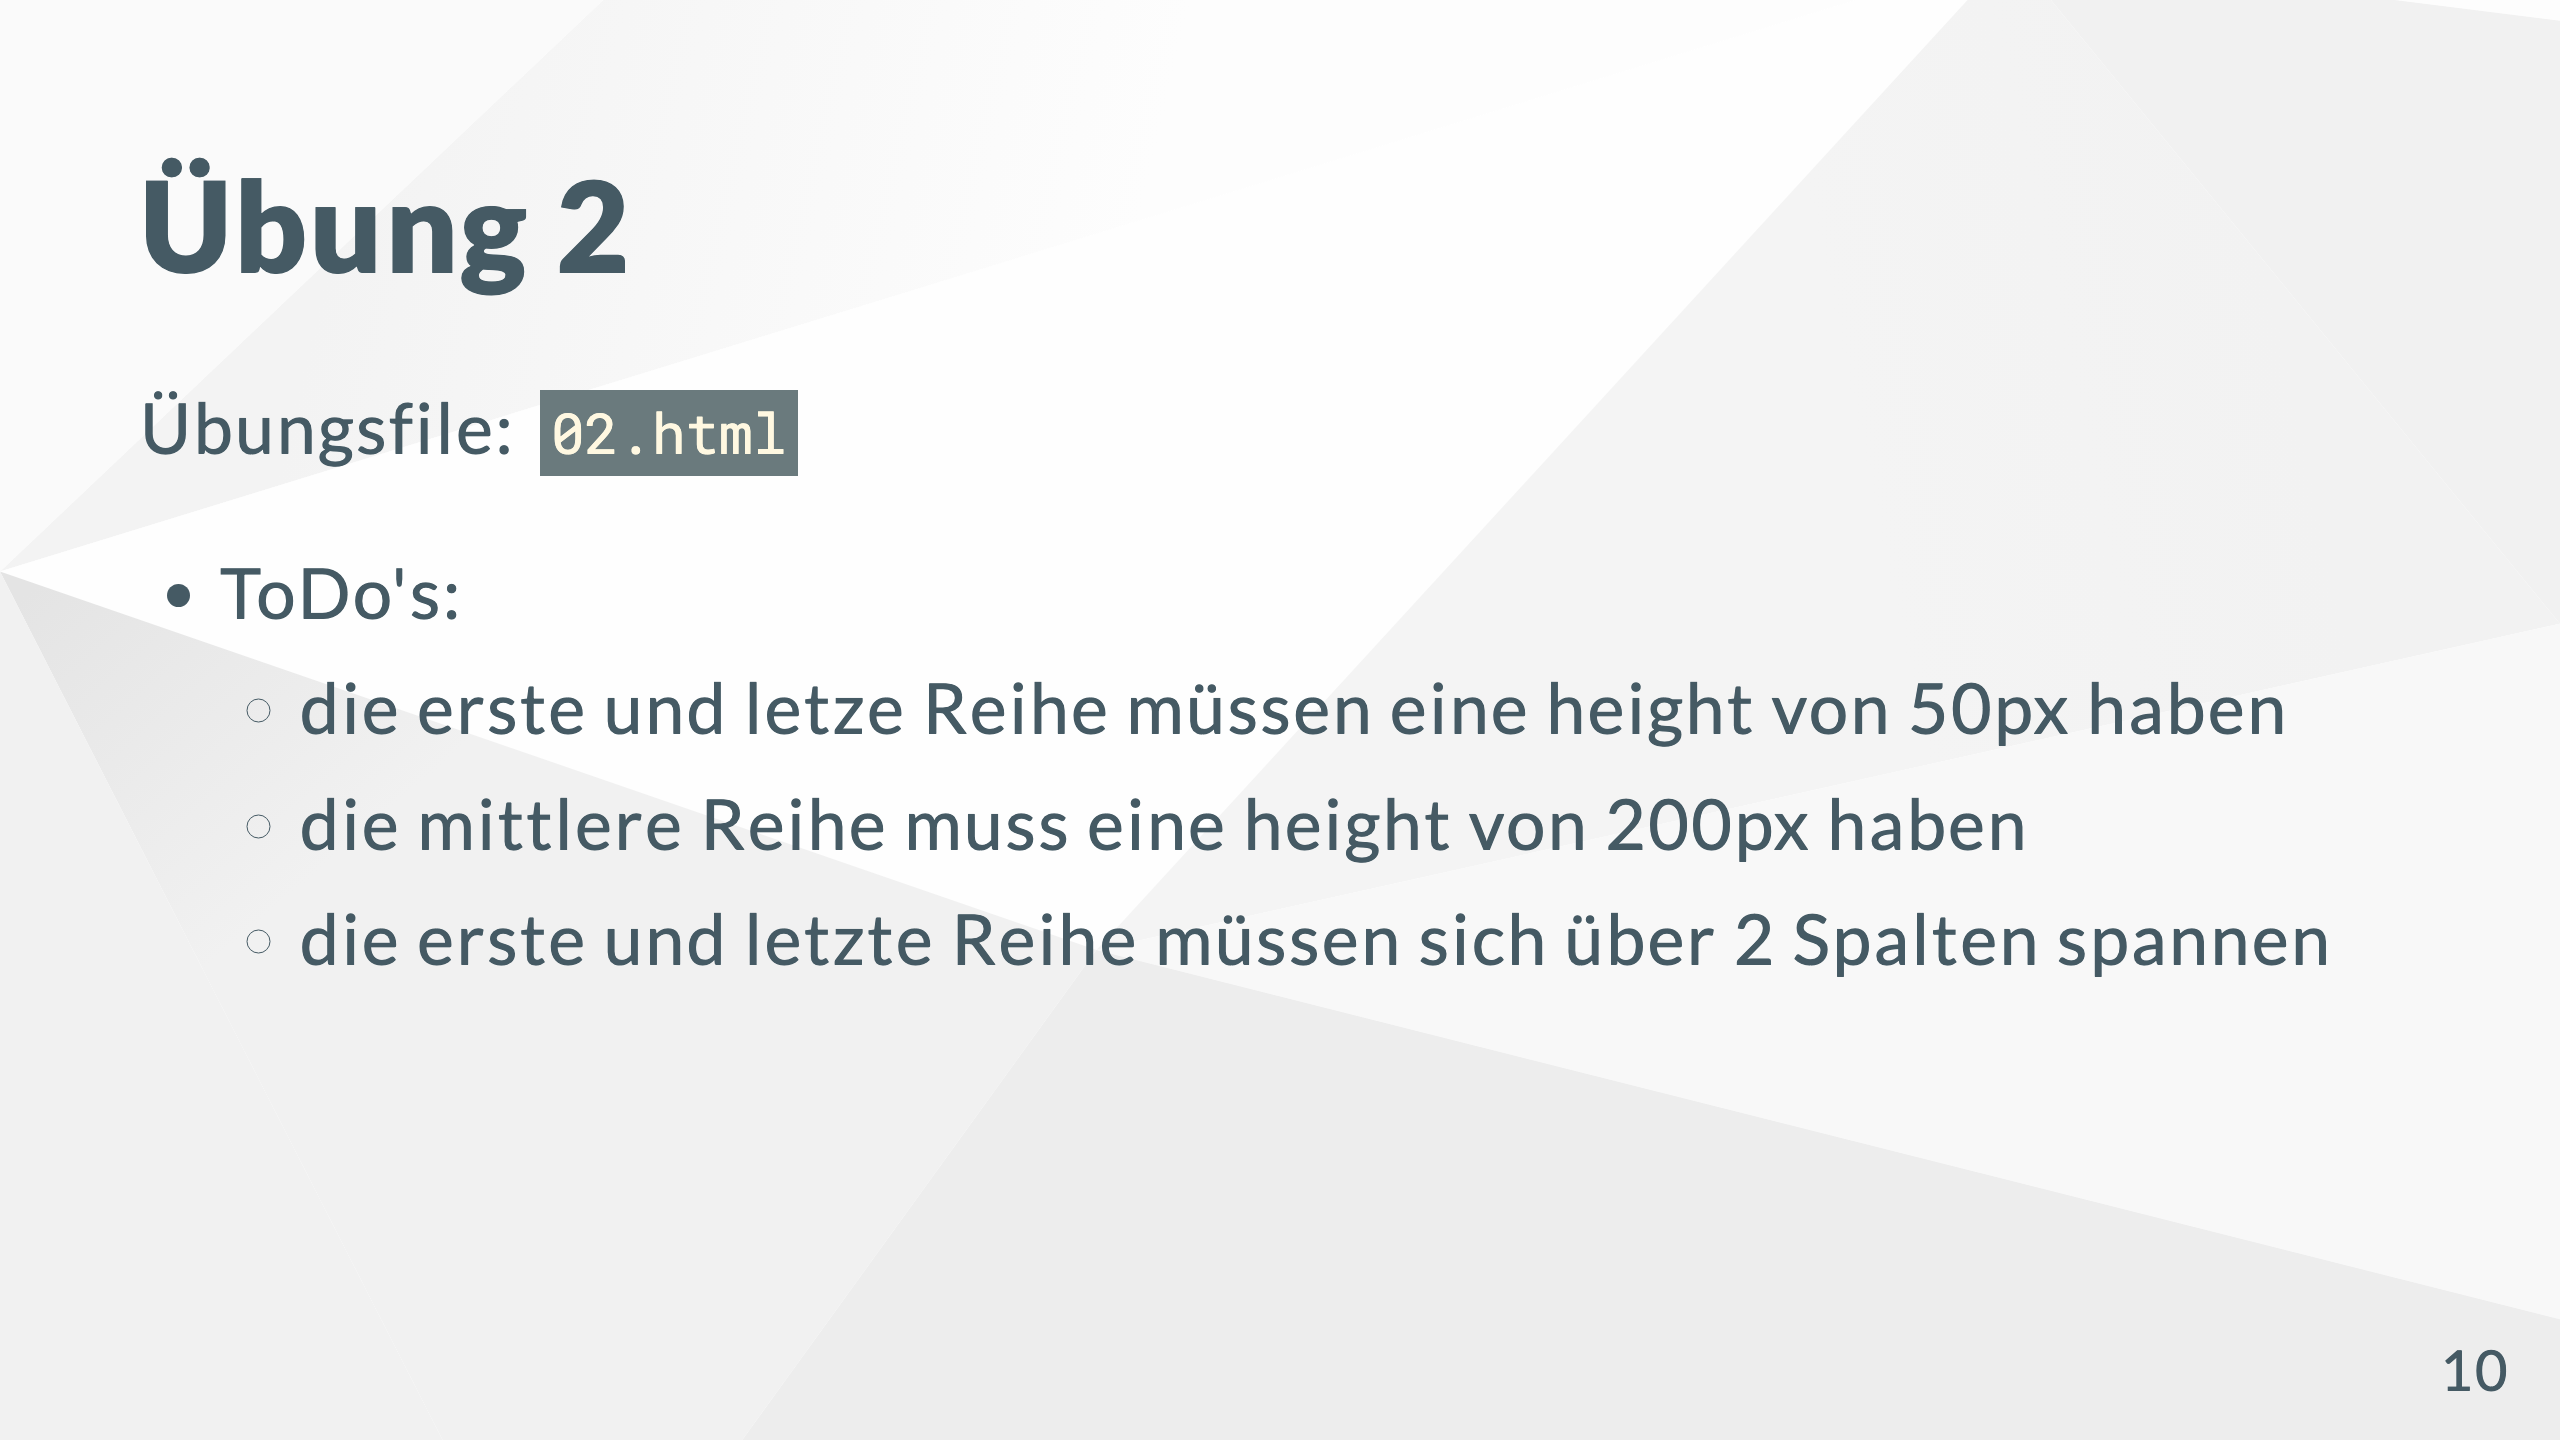 Übung 2
Übungsfile: 02.html
• ToDo's:
○ die erste und letze Reihe müssen eine height von 50px haben
○ die mittlere Reihe muss eine height von 200px haben
○ die erste und letzte Reihe müssen sich über 2 Spalten spannen
10